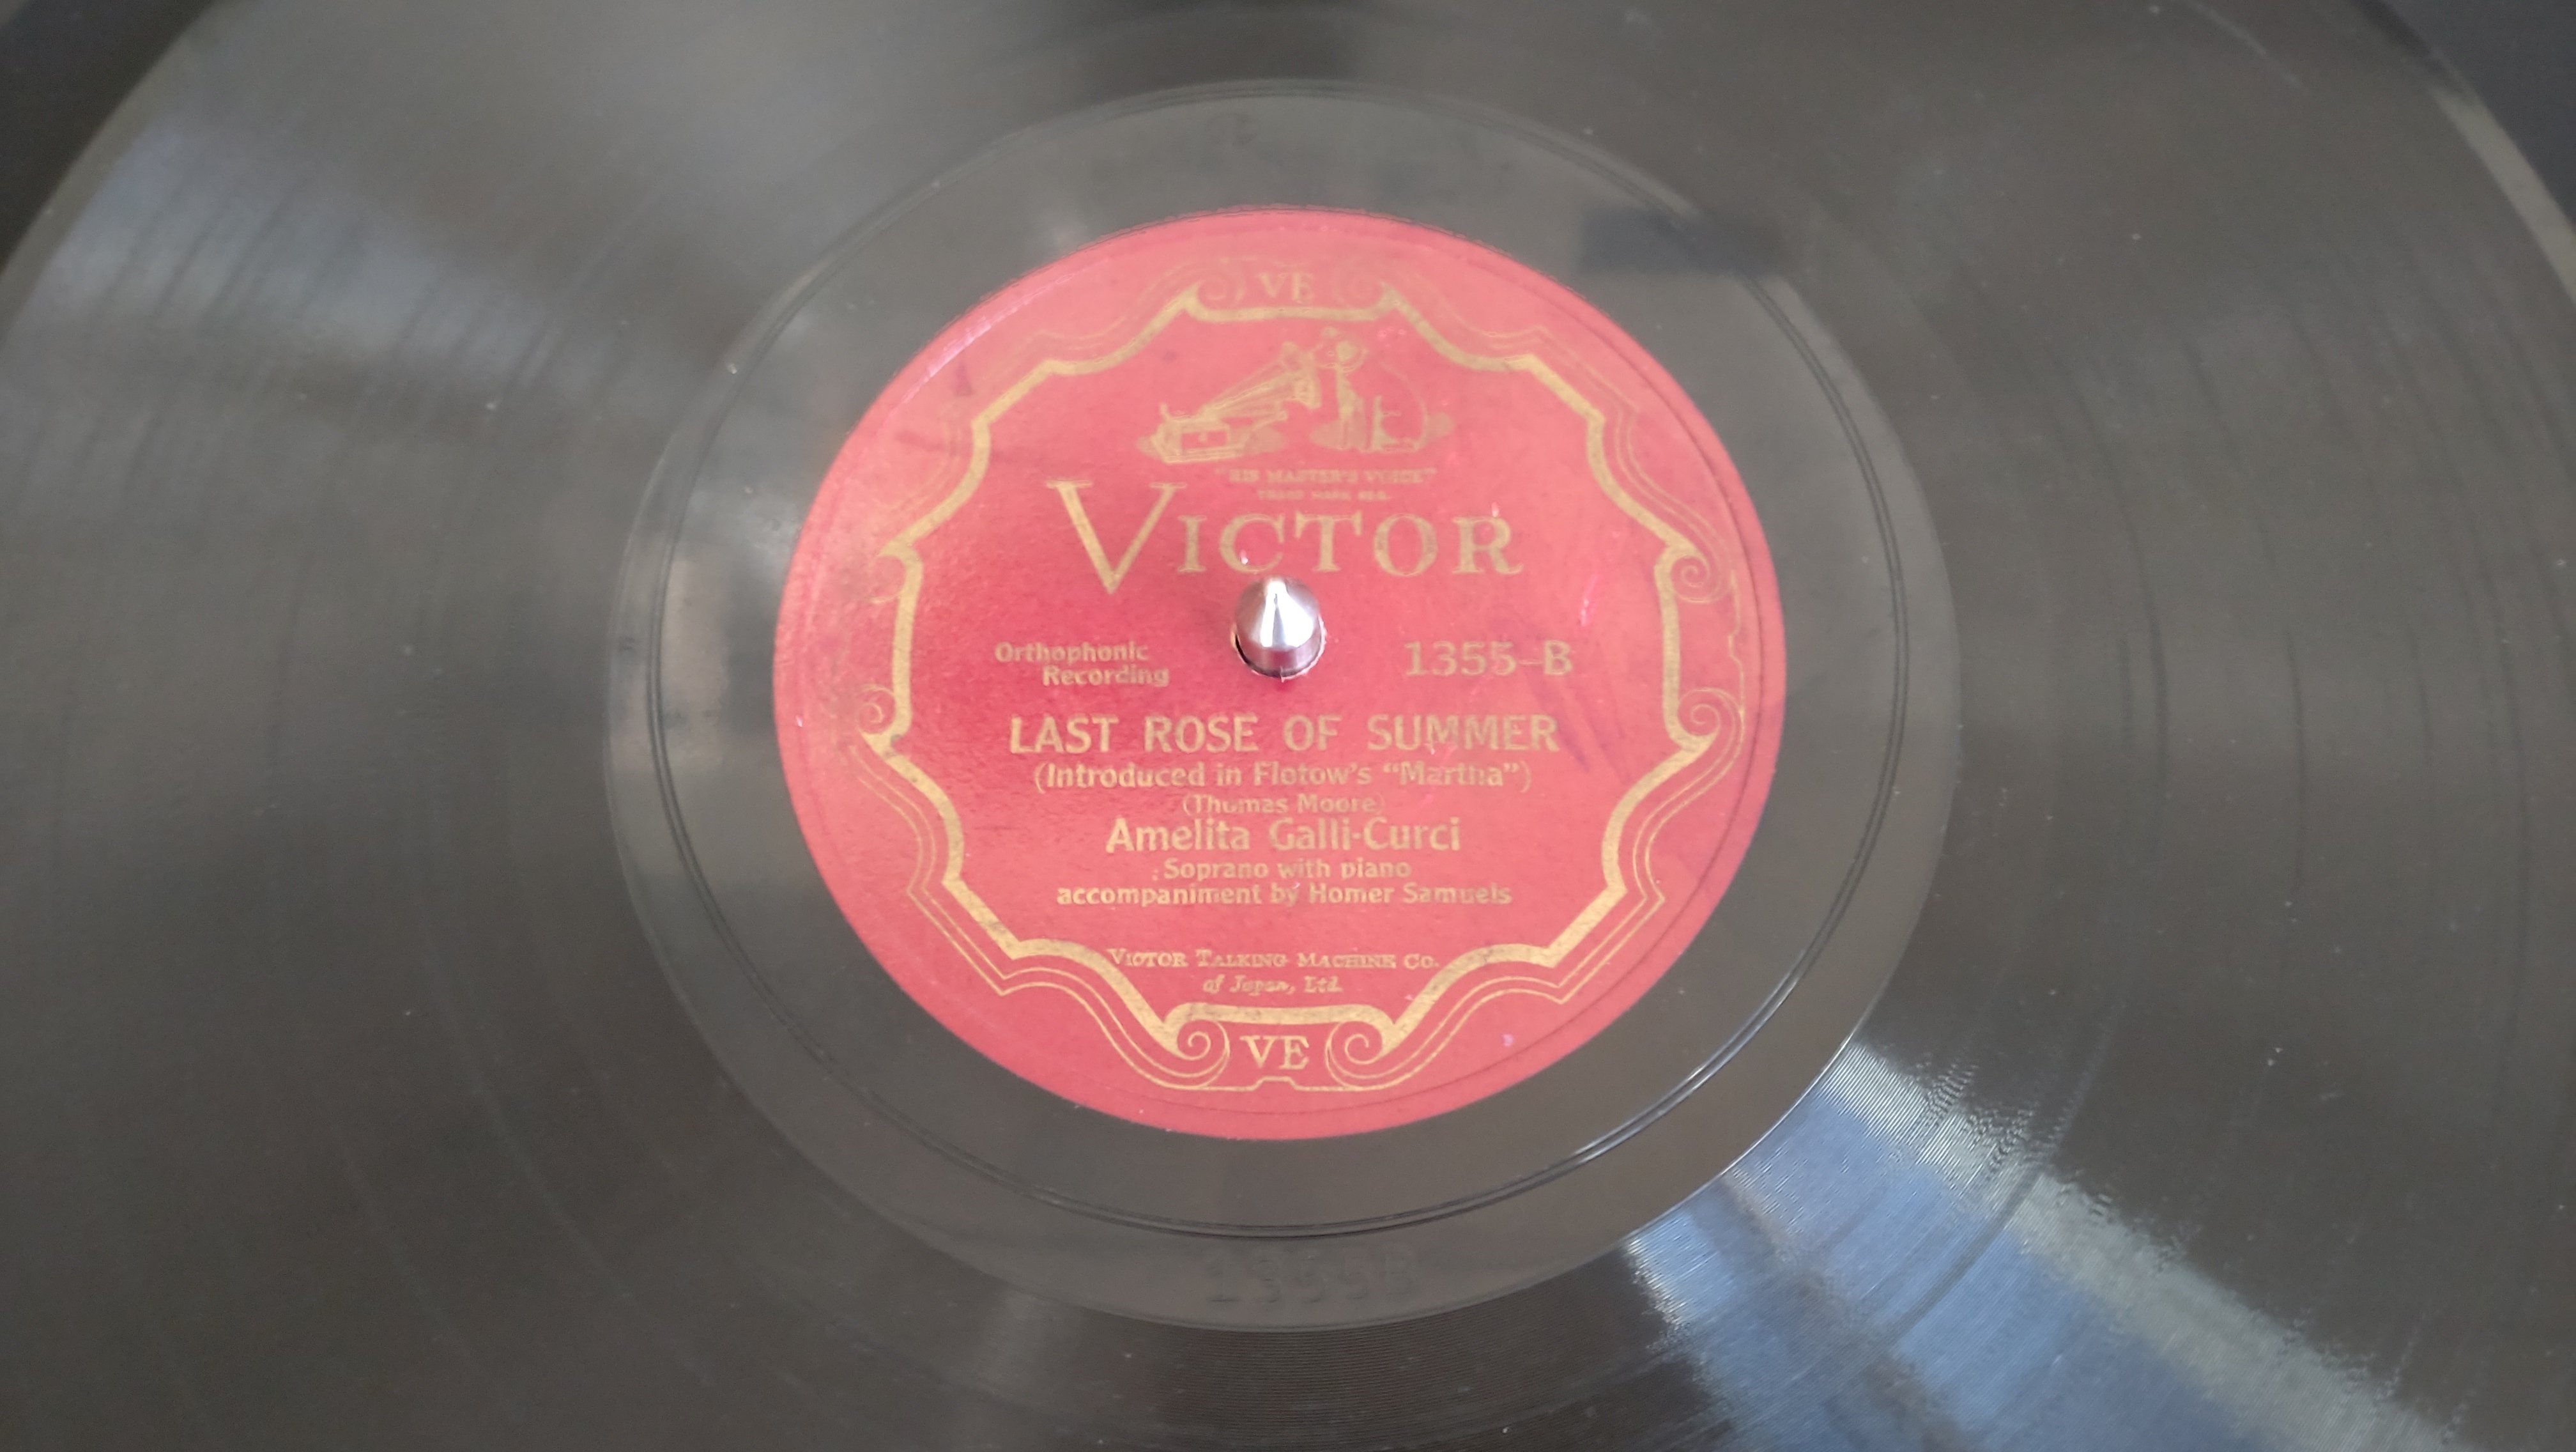 VE
"HIS MASTER'S VOICE"
TRADE MARK REG.
VICTOR
Orthophonic
Recording
1355-B
LAST ROSE OF SUMMER
(Introduced in Flotow's "Martha")
(Thomas Moore)
Amelita Galli-Curci
Soprano with piano
accompaniment by Homer Samuels
VICTOR TALKING MACHINE CO.
of Japan, Ltd.
VE